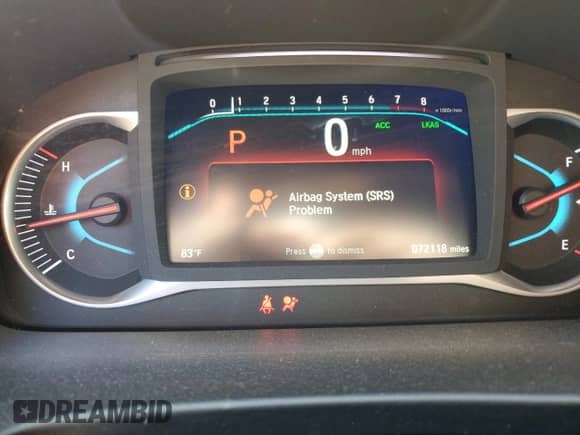 0 1 2 3 4 5 6 7 8 x 1000r/min
ACC LKAS
P 0 mph
H F
Airbag System (SRS)
Problem
C E
83°F Press to dismiss 072118 miles
DREAMBID